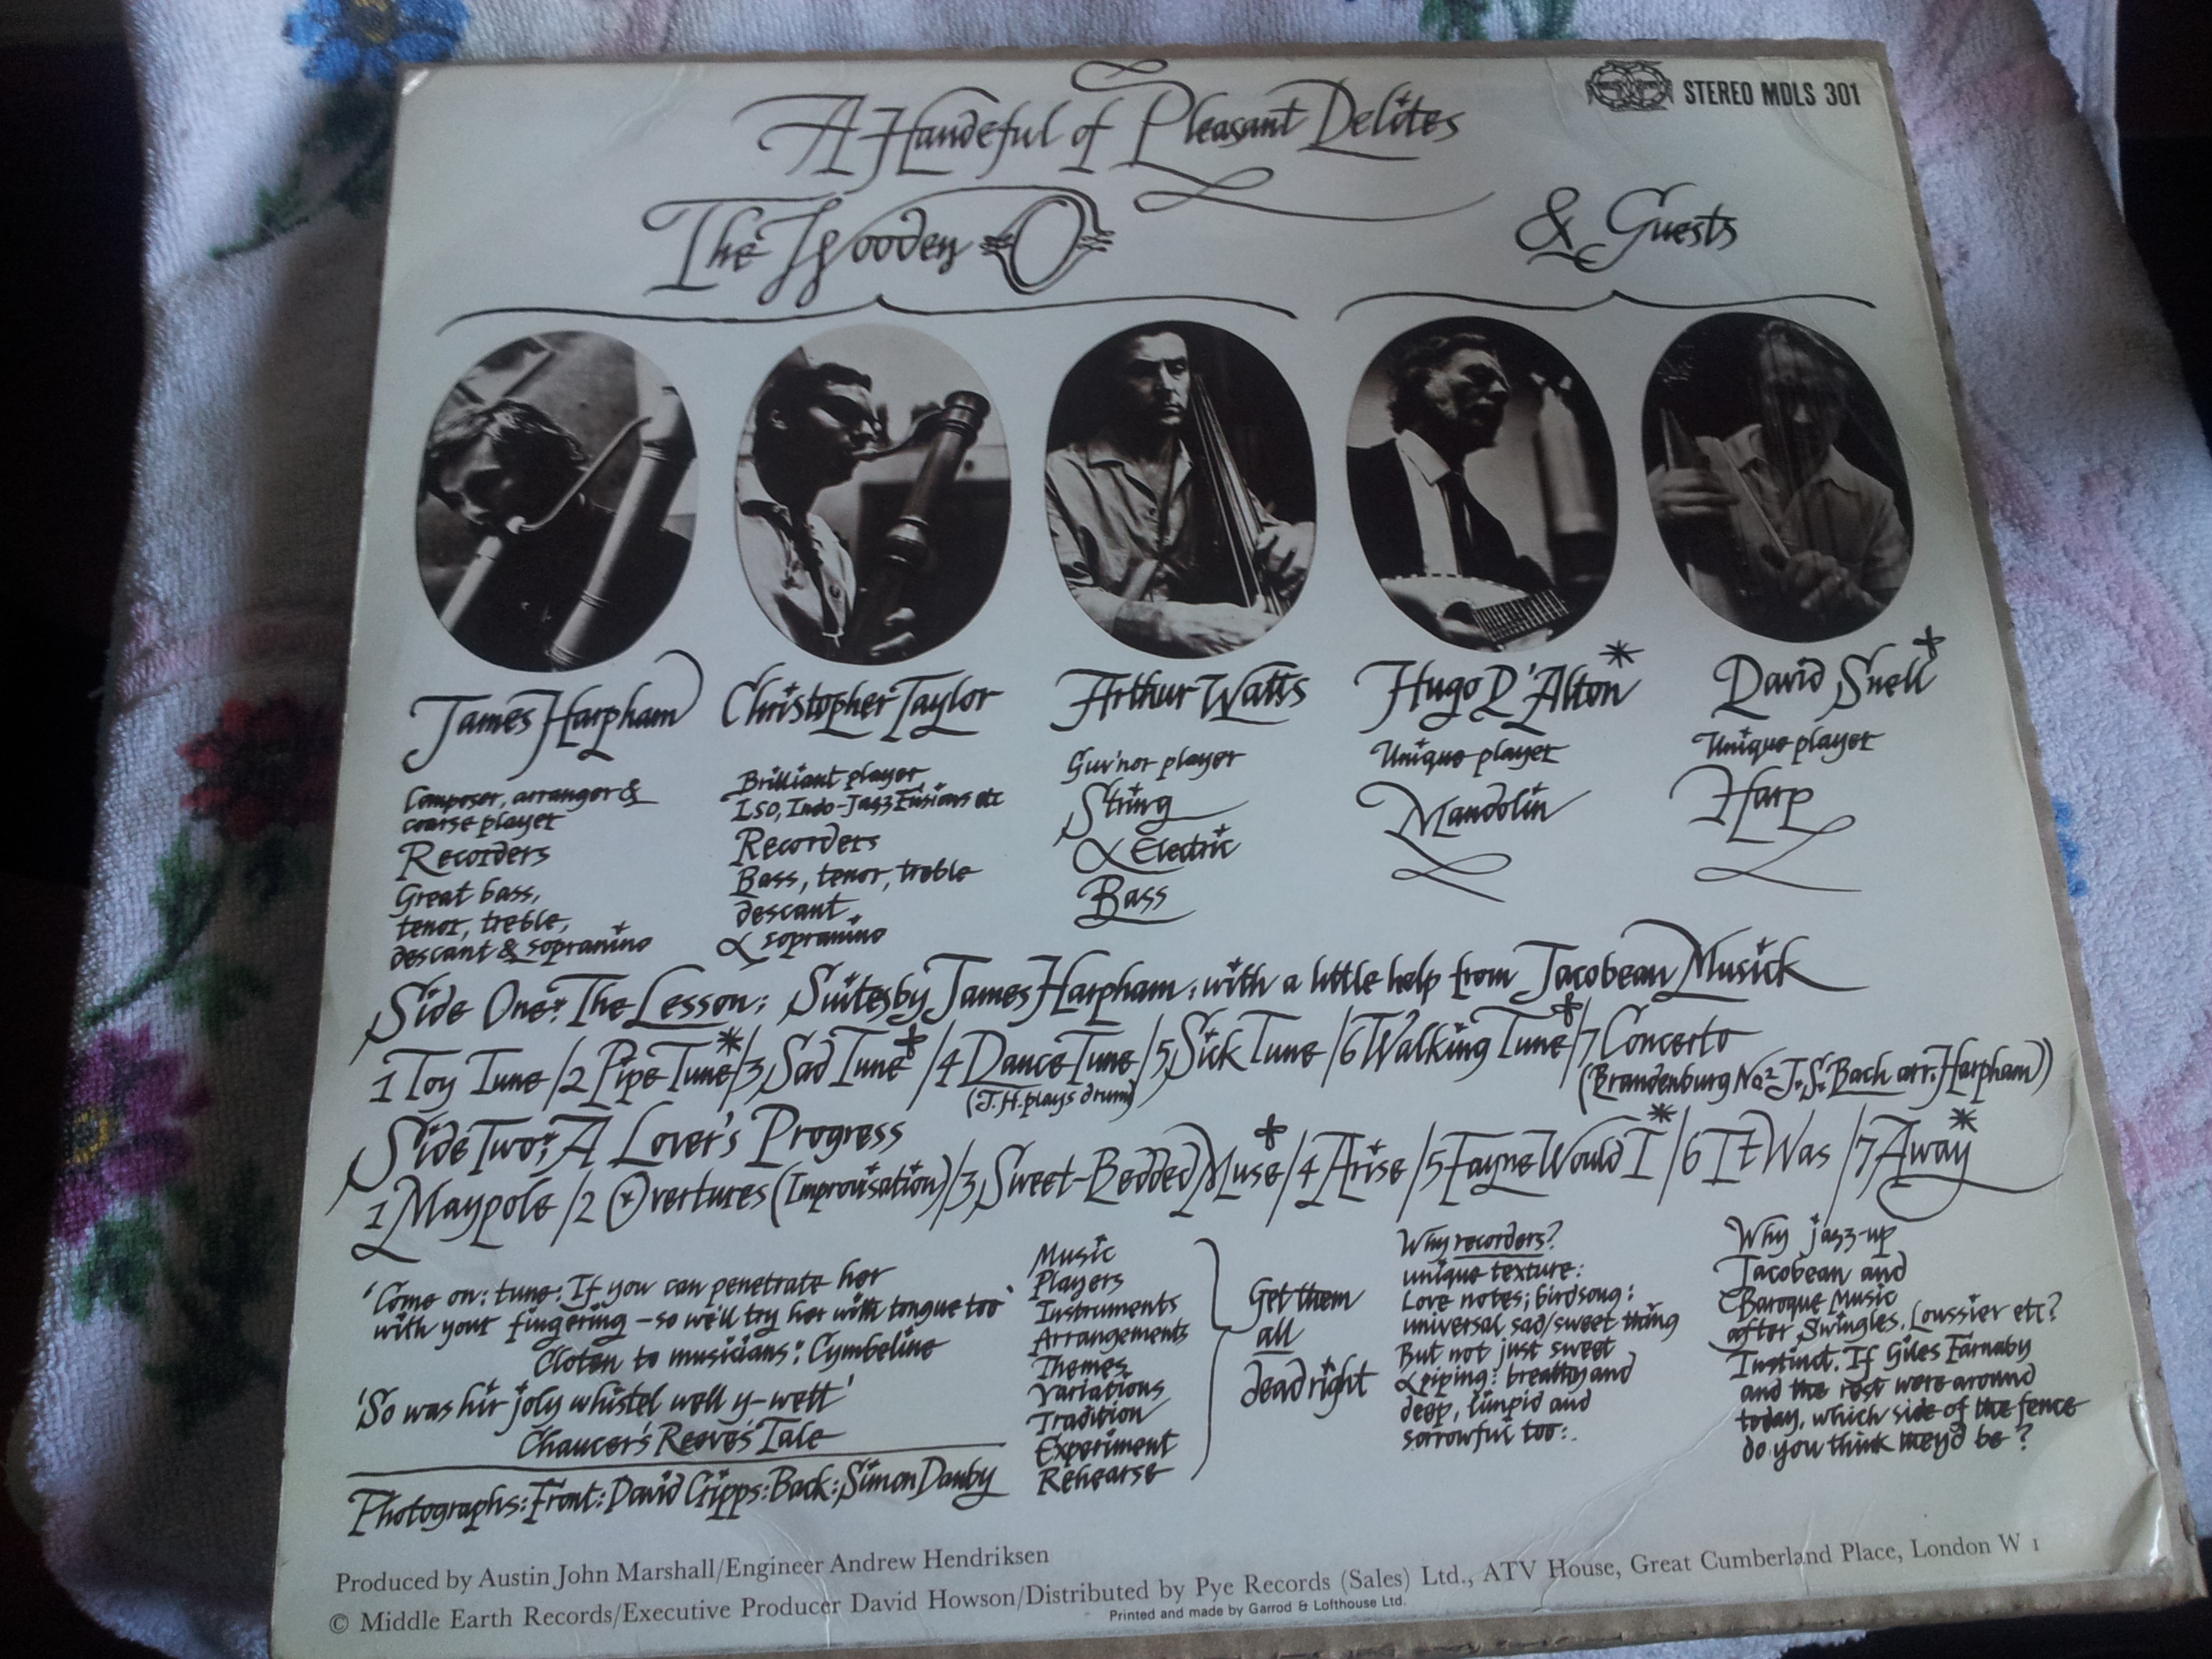 STEREO MDLS 301
A Handeful of Pleasant Delites
The Wooden O & Guests
James Harpham
Composer, arranger &
coarse player
Recorders
Great bass,
tenor, treble,
descant & sopranino
Christopher Taylor
Brilliant player
LSO, Indo-Jazz Fusions etc
Recorders
Bass, tenor, treble
descant
& sopranino
Arthur Watts
Guv'nor player
String
& Electric
Bass
Hugo D'Alton*
Unique player
Mandolin
David Snell+
Unique player
Harp
Side One: The Lesson: Suites by James Harpham: with a little help from Jacobean Musick
1 Toy Tune / 2 Pipe Tune* / 3 Sad Tune+ / 4 Dance Tune / 5 Sick Tune / 6 Walking Tune+ / 7 Concerto
(J.H. plays drum) (Brandenburg No. 2 J.S. Bach arr. Harpham)
Side Two: A Lover's Progress
1 Maypole / 2 Overtures (Improvisation) / 3 Sweet-Bedded Muse+ / 4 Arise / 5 Fayne Would I* / 6 It Was / 7 Away*
'Come on: tune: If you can penetrate her
with your fingering – so we'll try her with tongue too'
Cloten to musicians: Cymbeline
'So was hir joly whistel well y-wett'
Chaucer's Reeve's Tale
Photographs: Front: David Cripps: Back: Simon Danby
Music
Players
Instruments
Arrangements
Themes
Variations
Tradition
Experiment
Rehearse
Get them
all
dead right
Why recorders?
unique texture:
Love notes; birdsong:
universal sad/sweet thing
But not just sweet
& piping: breathy and
deep, limpid and
sorrowful too:.
Why jazz-up
Jacobean and
Baroque Music
after Swingles, Loussier etc?
Instinct. If Giles Farnaby
and the rest were around
today, which side of the fence
do you think they'd be?
Produced by Austin John Marshall/Engineer Andrew Hendriksen
© Middle Earth Records/Executive Producer David Howson/Distributed by Pye Records (Sales) Ltd., ATV House, Great Cumberland Place, London W 1
Printed and made by Garrod & Lofthouse Ltd.